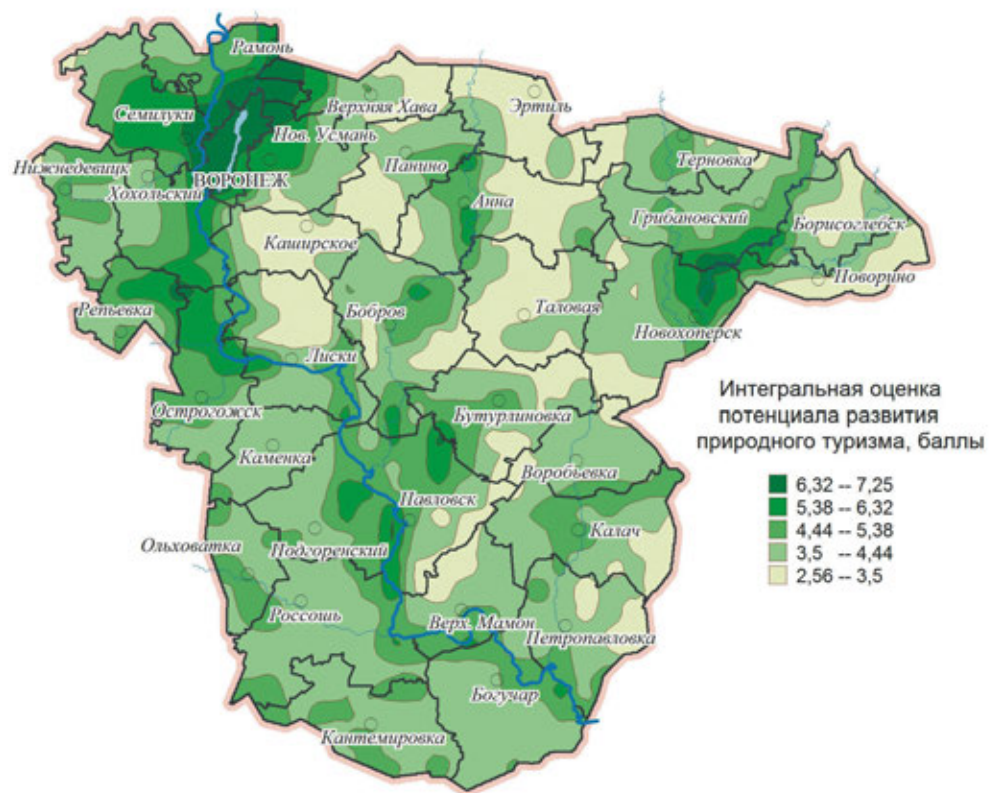 Рамонь
Семилуки
Верхняя Хава
Эртиль
Нов. Усмань
Нижнедевицк
Хохольский
ВОРОНЕЖ
Панино
Терновка
Анна
Грибановский
Борисоглебск
Каширское
Поворино
Репьевка
Бобров
Таловая
Новохоперск
Лиски
Острогожск
Бутурлиновка
Каменка
Воробьевка
Павловск
Калач
Ольховатка
Подгоренский
Россошь
Верх. Мамон
Петропавловка
Богучар
Кантемировка
Интегральная оценка
потенциала развития
природного туризма, баллы
6,32 -- 7,25
5,38 -- 6,32
4,44 -- 5,38
3,5 -- 4,44
2,56 -- 3,5